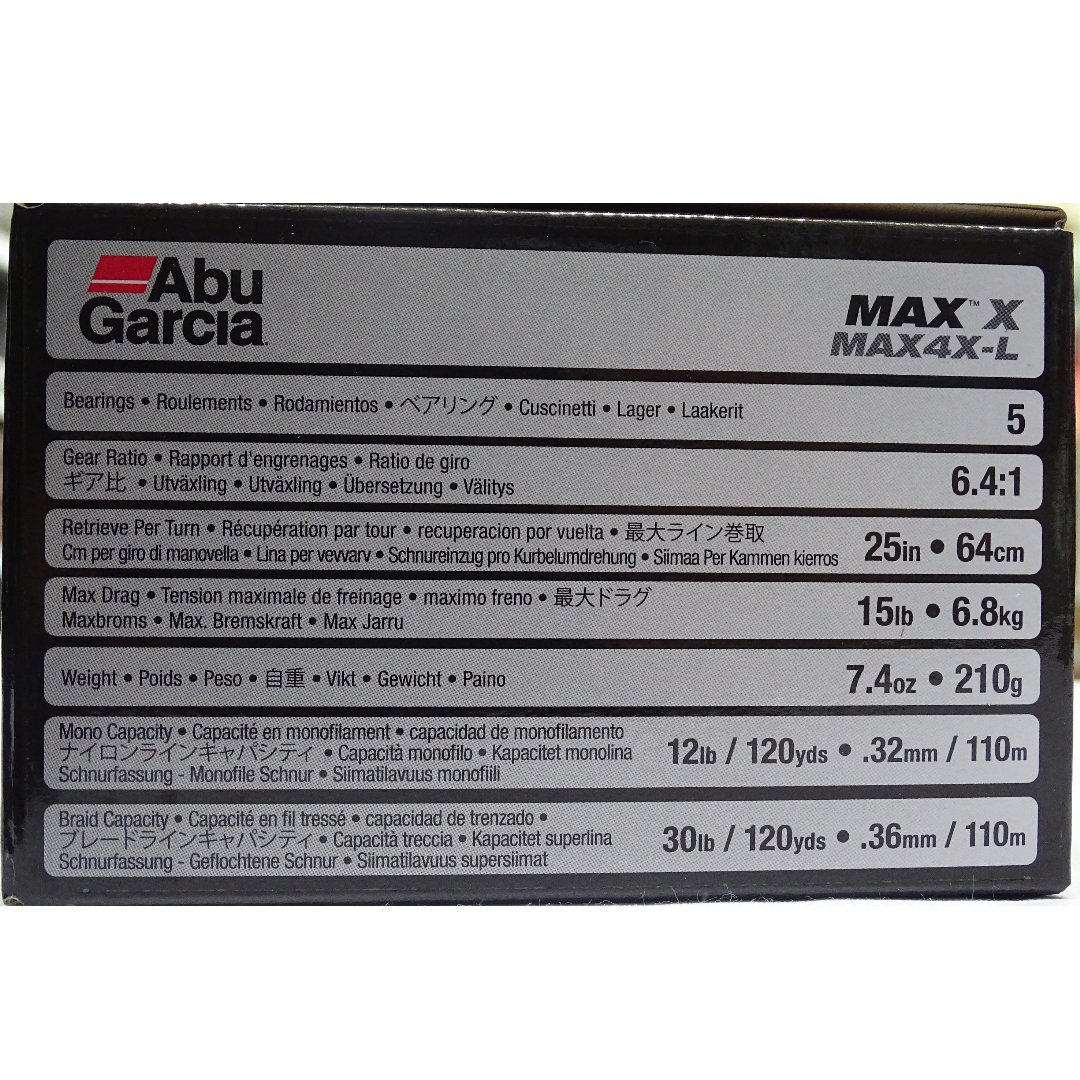 Abu
Garcia
MAX™ X
MAX4X-L
Bearings • Roulements • Rodamientos • ベアリング • Cuscinetti • Lager • Laakerit
5
Gear Ratio • Rapport d'engrenages • Ratio de giro
ギア比 • Utväxling • Utväxling • Übersetzung • Välitys
6.4:1
Retrieve Per Turn • Récupération par tour • recuperacion por vuelta • 最大ライン巻取
Cm per giro di manovella • Lina per vevvarv • Schnureinzug pro Kurbelumdrehung • Siimaa Per Kammen kierros
25in • 64cm
Max Drag • Tension maximale de freinage • maximo freno • 最大ドラグ
Maxbroms • Max. Bremskraft • Max Jarru
15lb • 6.8kg
Weight • Poids • Peso • 自重 • Vikt • Gewicht • Paino
7.4oz • 210g
Mono Capacity • Capacité en monofilament • capacidad de monofilamento
ナイロンラインキャパシティ • Capacità monofilo • Kapacitet monolina
Schnurfassung - Monofile Schnur • Siimatilavuus monofiili
12lb / 120yds • .32mm / 110m
Braid Capacity • Capacité en fil tressé • capacidad de trenzado •
ブレードラインキャパシティ • Capacità treccia • Kapacitet superlina
Schnurfassung - Geflochtene Schnur • Siimatilavuus supersiimat
30lb / 120yds • .36mm / 110m